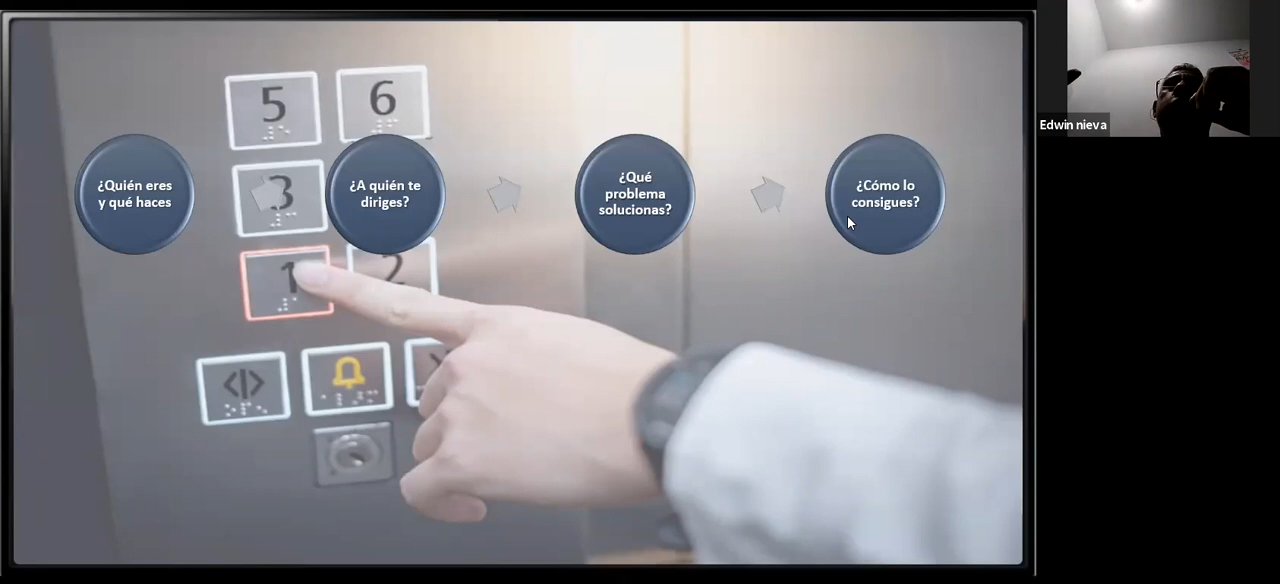 5
6
¿Quién eres
y qué haces
3
¿A quién te
diriges?
¿Qué
problema
solucionas?
¿Cómo lo
consigues?
1
2
Edwin nieva